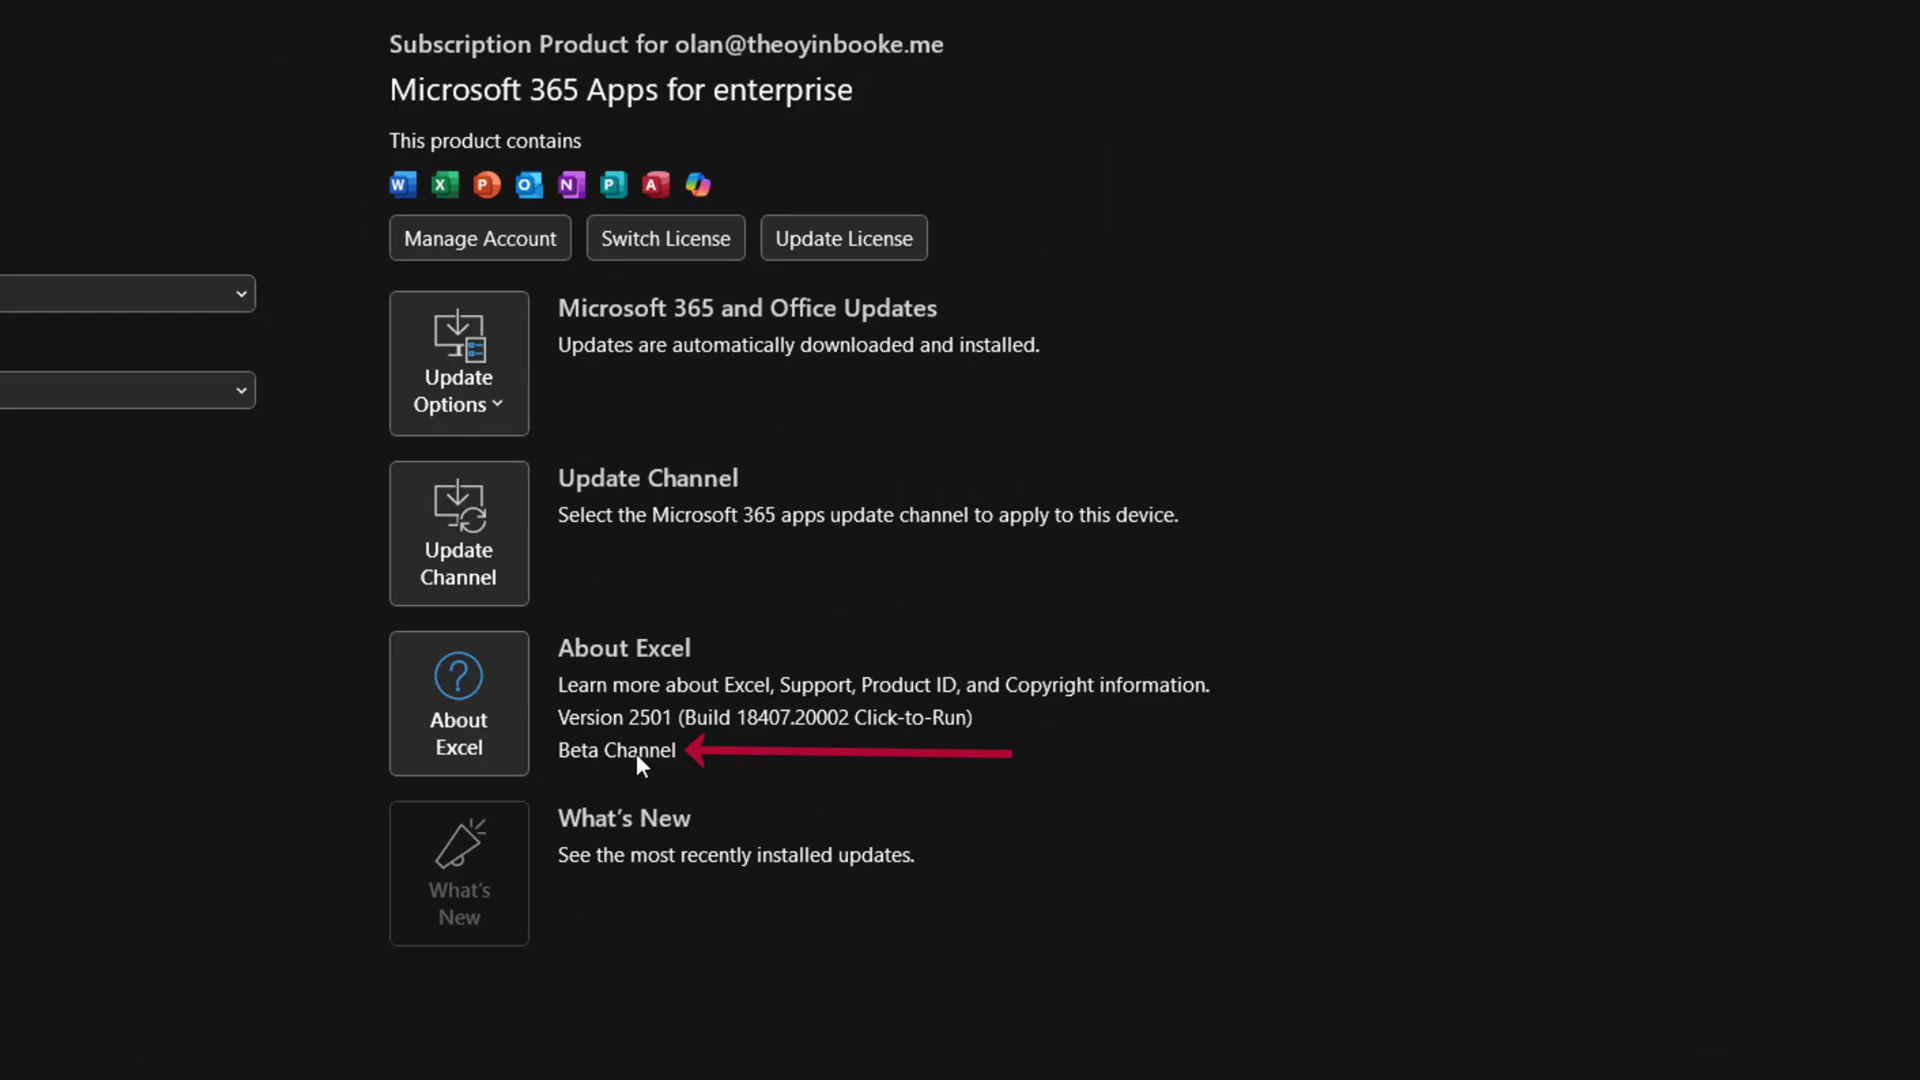 Subscription Product for olan@theoyinbooke.me
Microsoft 365 Apps for enterprise
This product contains
W X P O N P A
Manage Account Switch License Update License
Update
Options
Microsoft 365 and Office Updates
Updates are automatically downloaded and installed.
Update
Channel
Update Channel
Select the Microsoft 365 apps update channel to apply to this device.
?
About
Excel
About Excel
Learn more about Excel, Support, Product ID, and Copyright information.
Version 2501 (Build 18407.20002 Click-to-Run)
Beta Channel
What's
New
What's New
See the most recently installed updates.